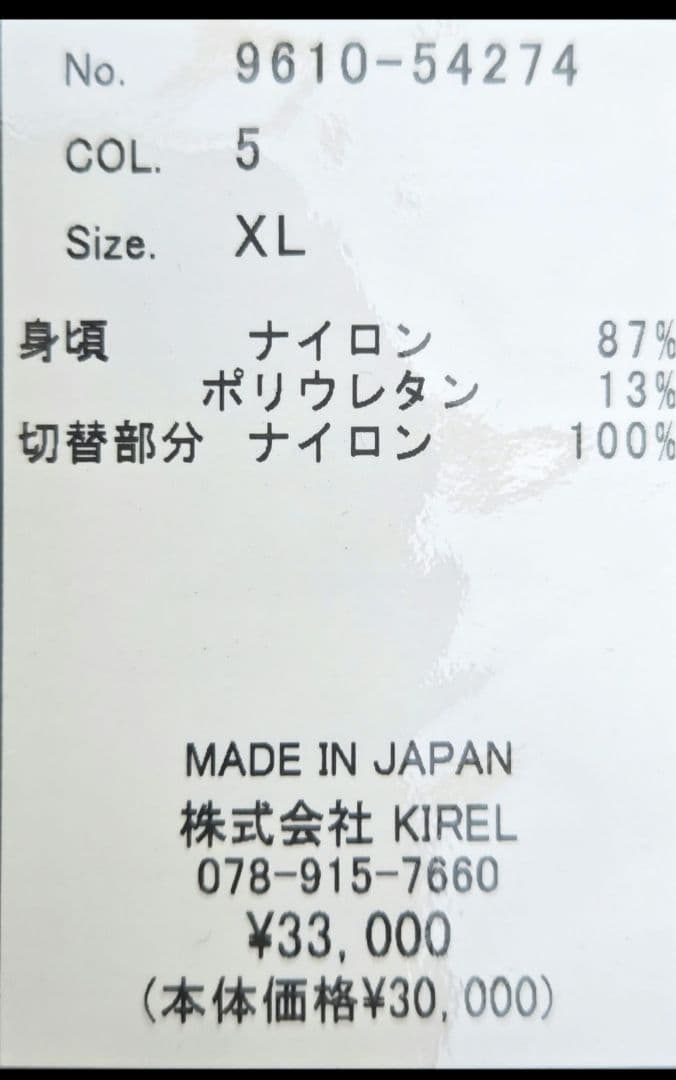 No. 9610-54274
COL. 5
Size. XL
身頃 ナイロン 87%
ポリウレタン 13%
切替部分 ナイロン 100%
MADE IN JAPAN
株式会社 KIREL
078-915-7660
¥33,000
(本体価格¥30,000)